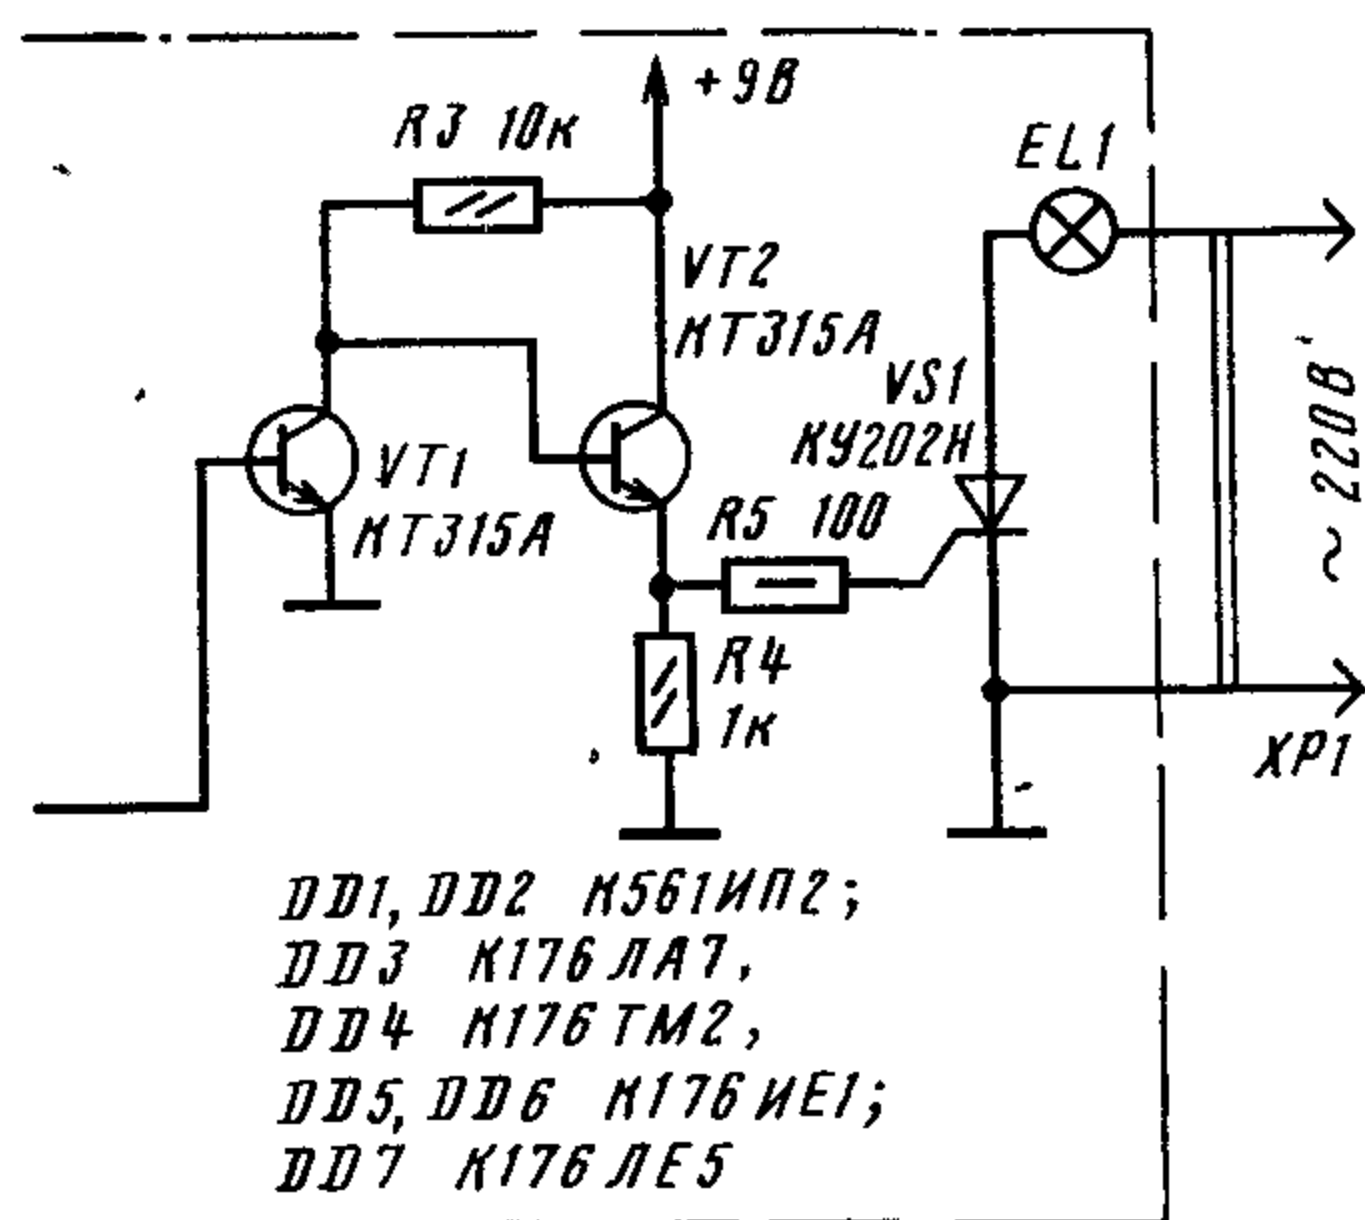 +9В
R3 10к
EL1
VT2
КТ315А
VS1
КУ202Н
~220В
VT1
КТ315А
R5 100
R4
1к
ХР1
DD1, DD2 К561ИП2;
DD3 К176ЛА7,
DD4 К176ТМ2,
DD5, DD6 К176ИЕ1;
DD7 К176ЛЕ5